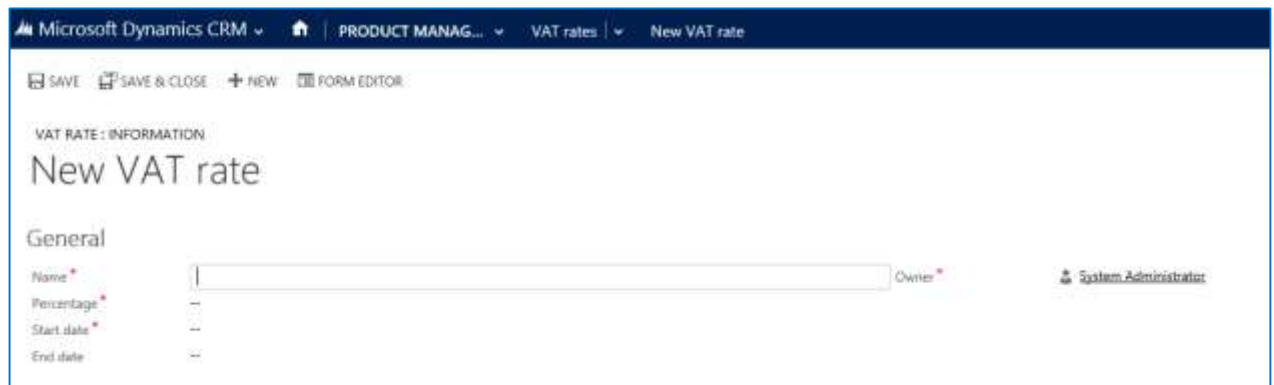 Microsoft Dynamics CRM PRODUCT MANAG... VAT rates New VAT rate
SAVE SAVE & CLOSE NEW FORM EDITOR
VAT RATE : INFORMATION
New VAT rate
General
Name * Owner * System Administrator
Percentage * --
Start date * --
End date --